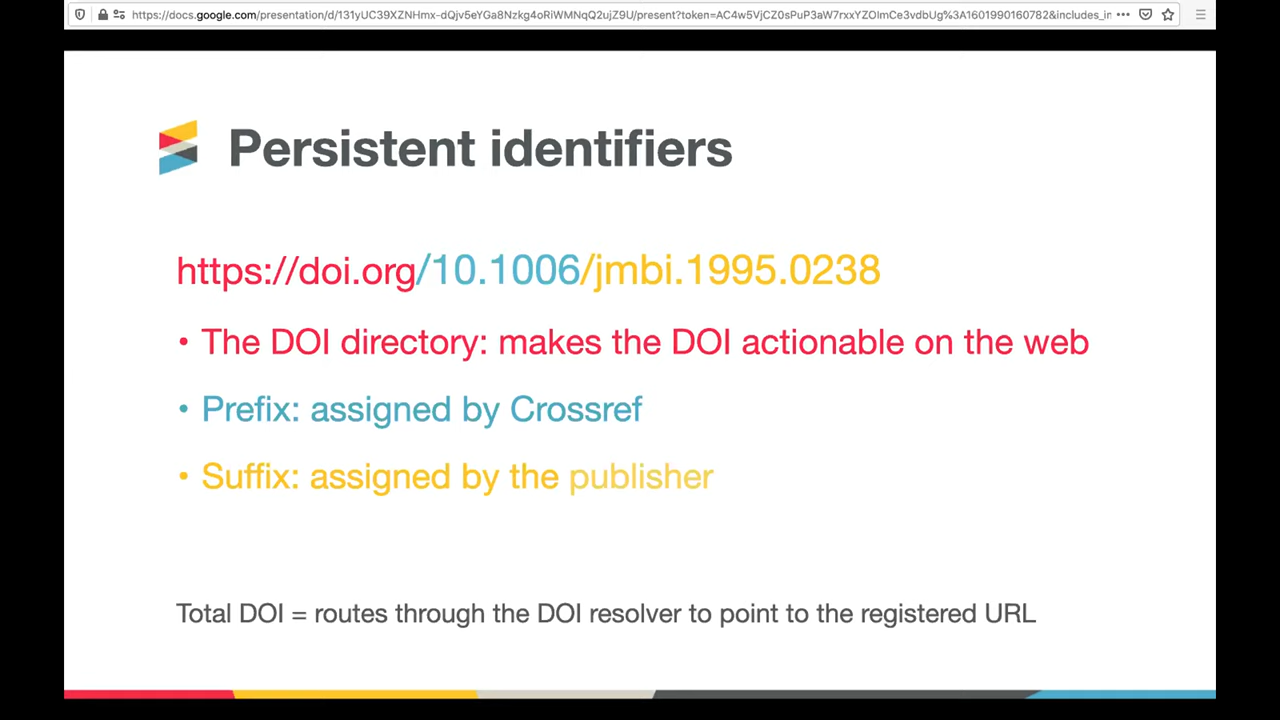 https://docs.google.com/presentation/d/131yUC39XZNHmx-dQjv5eYGa8Nzkg4oRiWMNqQ2ujZ9U/present?token=AC4w5VjCZ0sPuP3aW7rxxYZOlmCe3vdbUg%3A1601990160782&includes_in
Persistent identifiers
https://doi.org/10.1006/jmbi.1995.0238
• The DOI directory: makes the DOI actionable on the web
• Prefix: assigned by Crossref
• Suffix: assigned by the publisher
Total DOI = routes through the DOI resolver to point to the registered URL